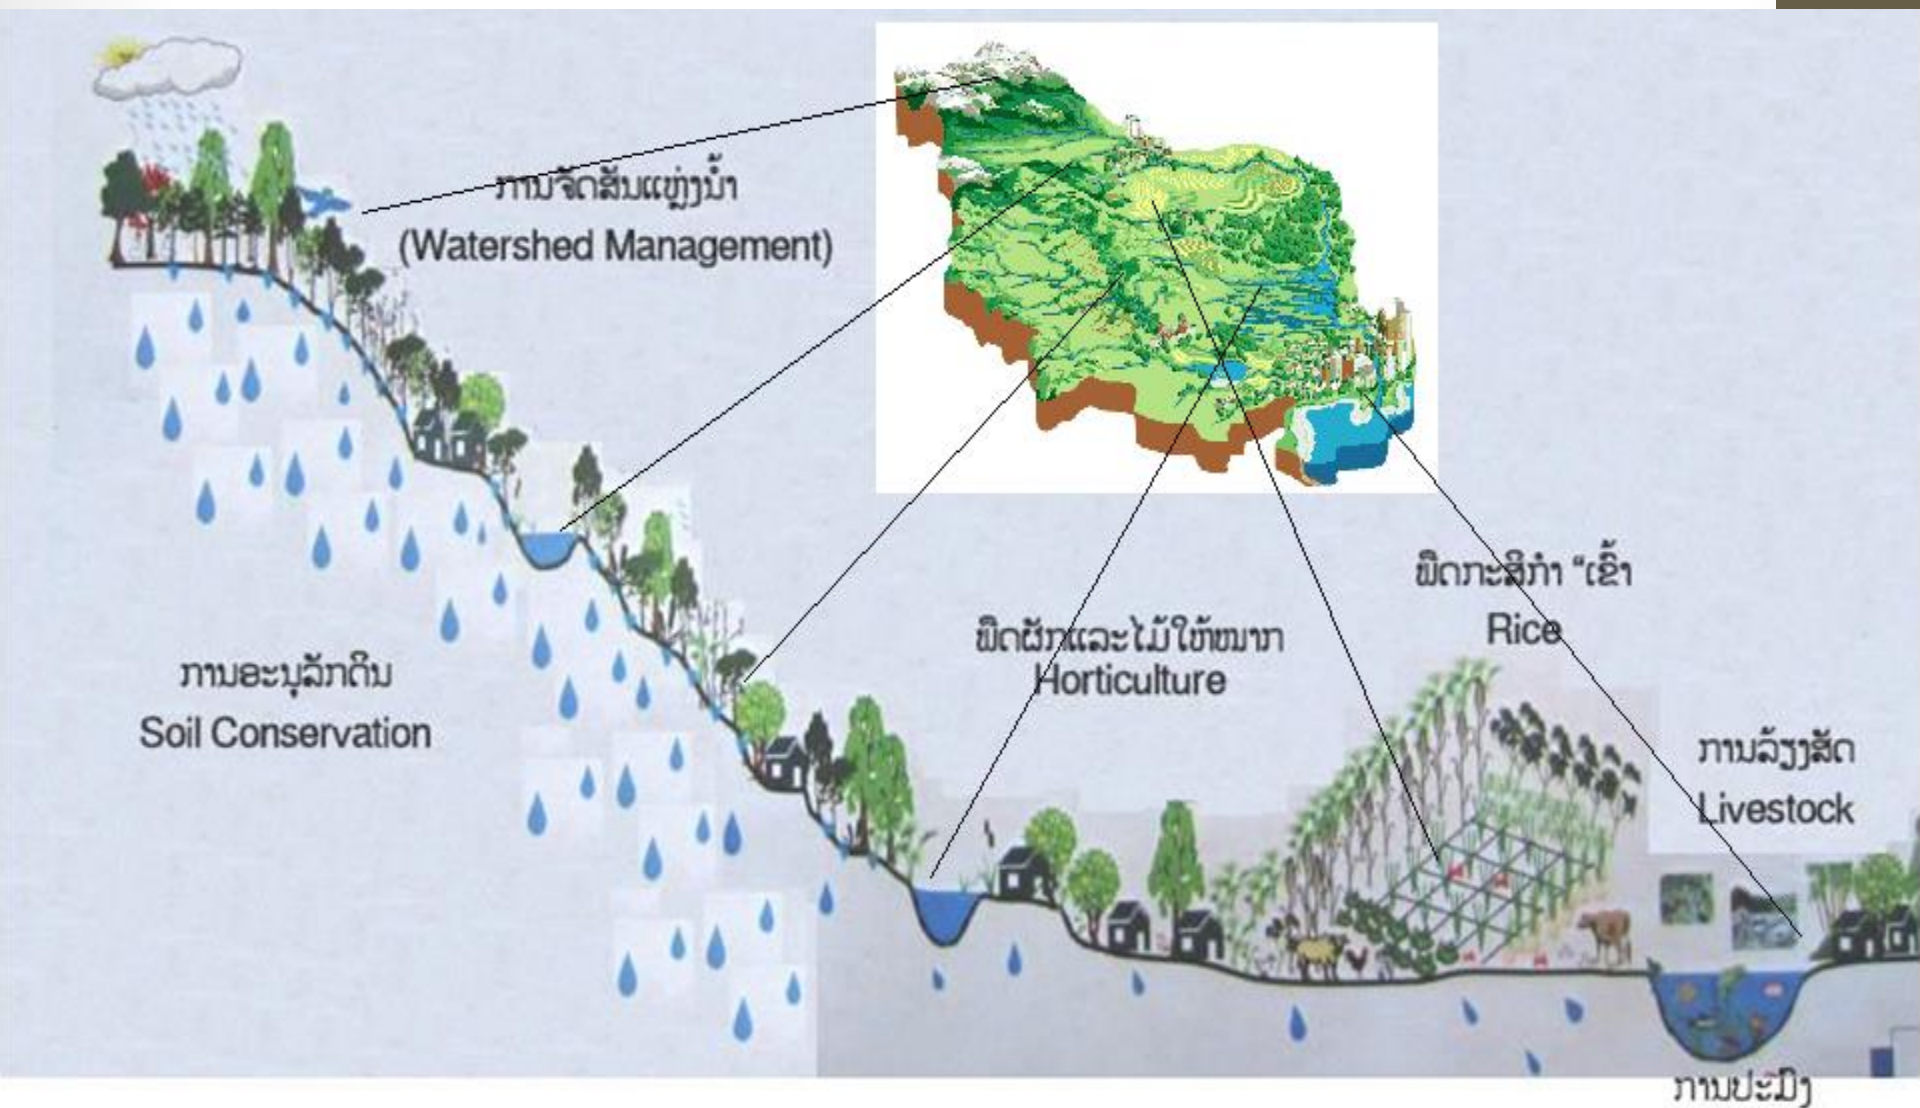 ການຈັດສັນແຫຼ່ງນ້ຳ
(Watershed Management)
ການອະນຸລັກດິນ
Soil Conservation
ພືດຜັກແລະໄມ້ໃຫ້ໝາກ
Horticulture
ພືດກະສິກຳ “ເຂົ້າ
Rice
ການລ້ຽງສັດ
Livestock
ການປະມົງ